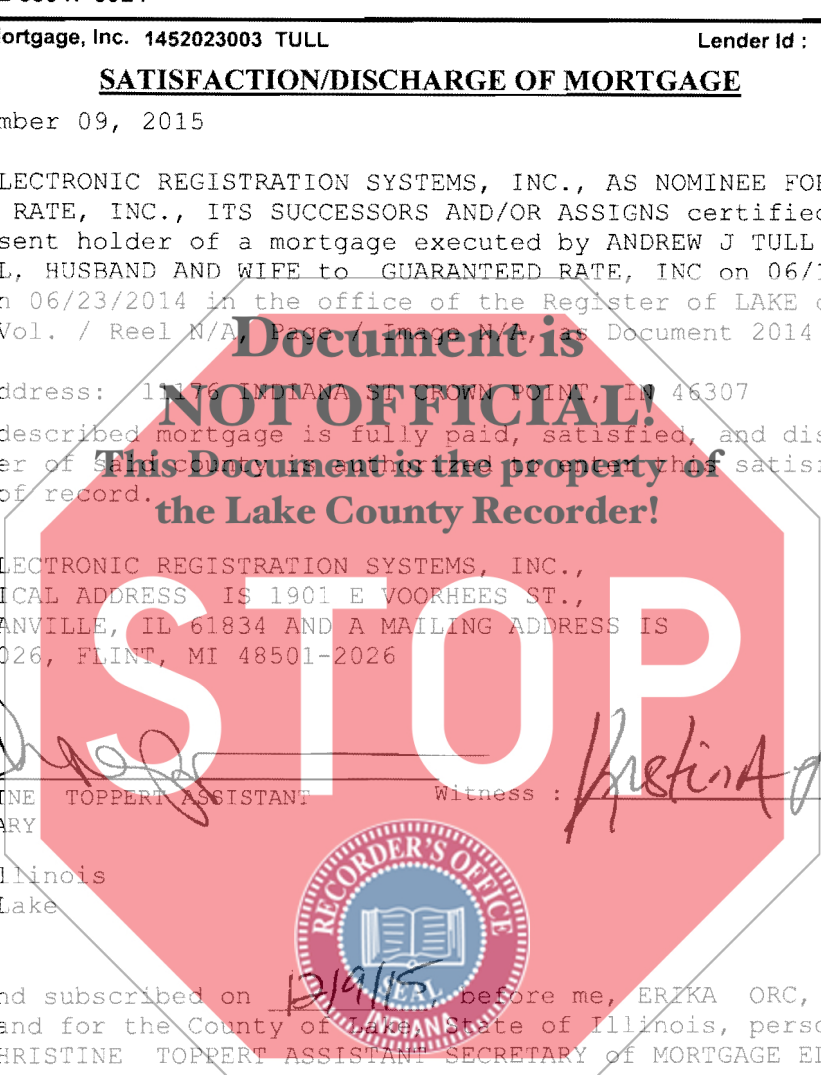 ortgage, Inc. 1452023003 TULL Lender Id :
SATISFACTION/DISCHARGE OF MORTGAGE
mber 09, 2015
LECTRONIC REGISTRATION SYSTEMS, INC., AS NOMINEE FOR
RATE, INC., ITS SUCCESSORS AND/OR ASSIGNS certified
sent holder of a mortgage executed by ANDREW J TULL
L, HUSBAND AND WIFE to GUARANTEED RATE, INC on 06/1
n 06/23/2014 in the office of the Register of LAKE
Vol. / Reel N/A, Page / Image N/A, as Document 2014
Document is
ddress: 11176 INDIANA ST CROWN POINT, IN 46307
NOT OFFICIAL!
described mortgage is fully paid, satisfied, and dis
This Document is the property of
er of said county is authorized to enter this satisf
of record.
the Lake County Recorder!
LECTRONIC REGISTRATION SYSTEMS, INC.,
ICAL ADDRESS IS 1901 E VOORHEES ST.,
ANVILLE, IL 61834 AND A MAILING ADDRESS IS
026, FLINT, MI 48501-2026
STOP
INE TOPPERT ASSISTANT Witness :
ARY
RECORDER'S OFFICE
llinois
Lake
SEAL
INDIANA
nd subscribed on 12/9/15, before me, ERIKA ORC,
and for the County of Lake, State of Illinois, perso
HRISTINE TOPPERT ASSISTANT SECRETARY of MORTGAGE EL